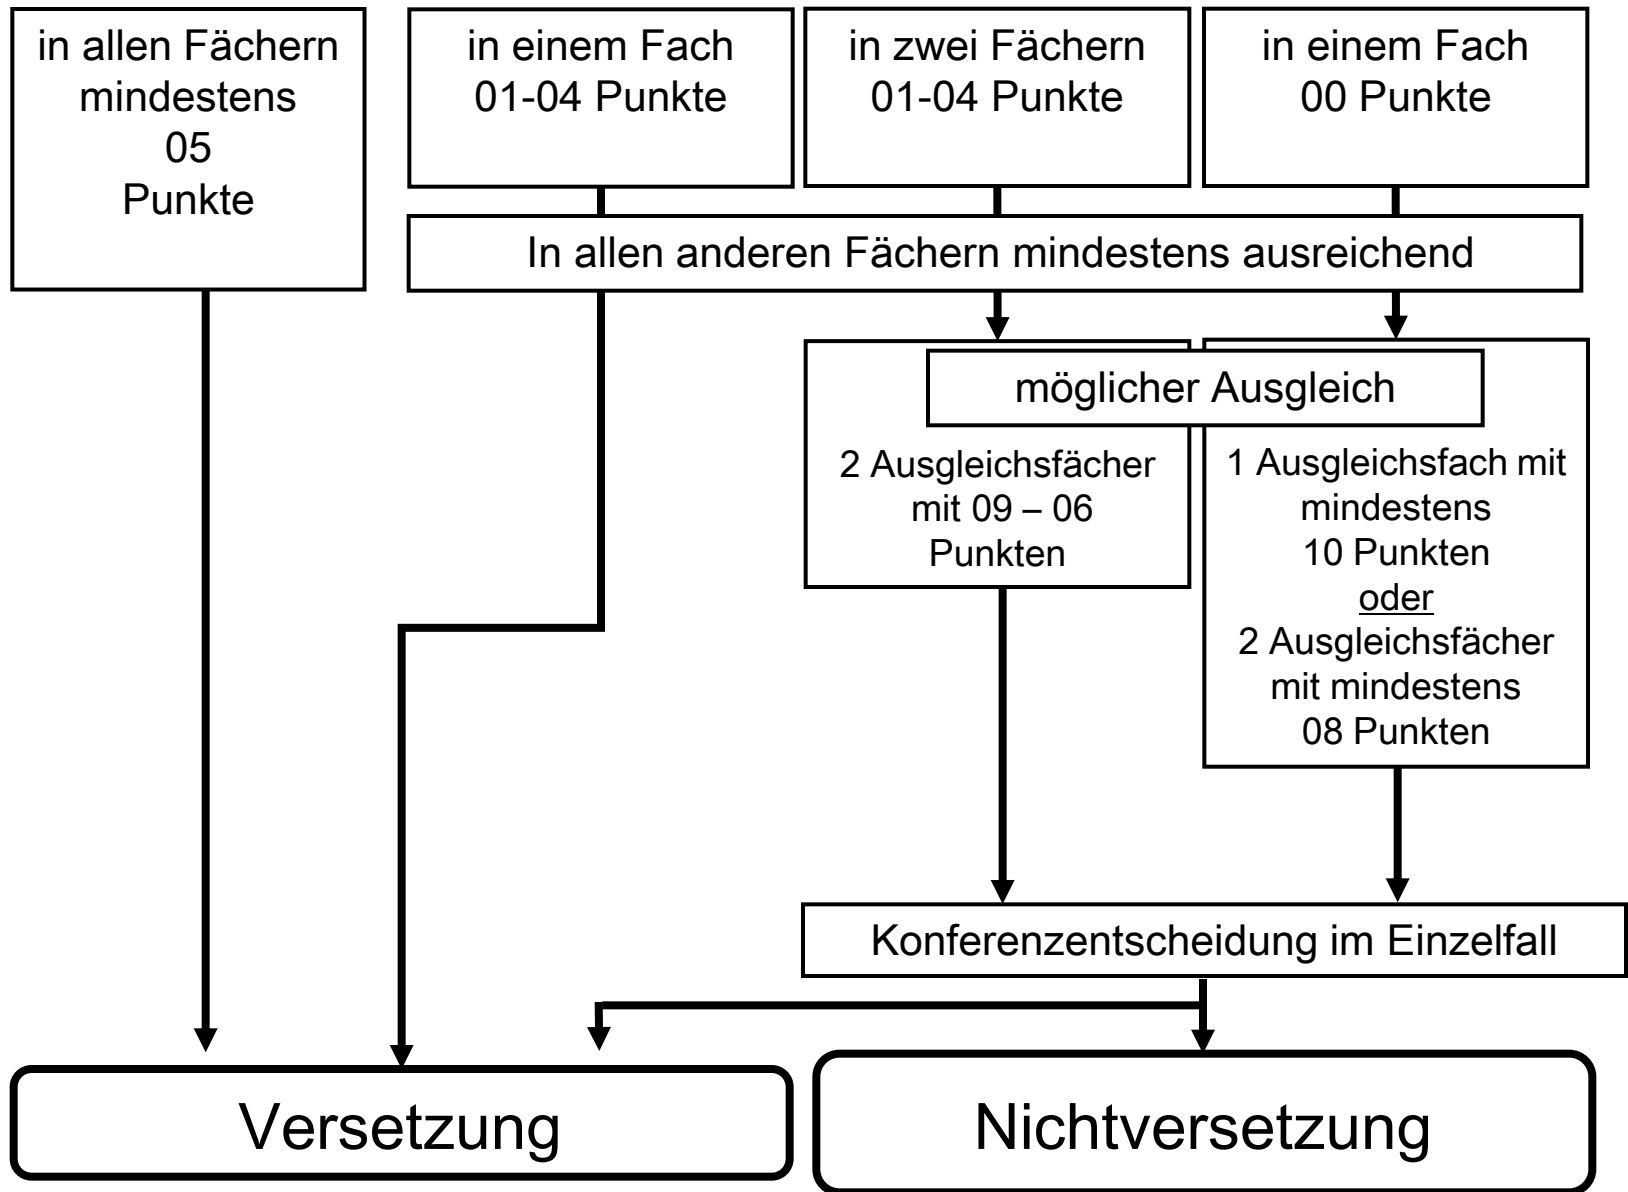 in allen Fächern
mindestens
05
Punkte
in einem Fach
01-04 Punkte
in zwei Fächern
01-04 Punkte
in einem Fach
00 Punkte
In allen anderen Fächern mindestens ausreichend
möglicher Ausgleich
2 Ausgleichsfächer
mit 09 – 06
Punkten
1 Ausgleichsfach mit
mindestens
10 Punkten
oder
2 Ausgleichsfächer
mit mindestens
08 Punkten
Konferenzentscheidung im Einzelfall
Versetzung
Nichtversetzung